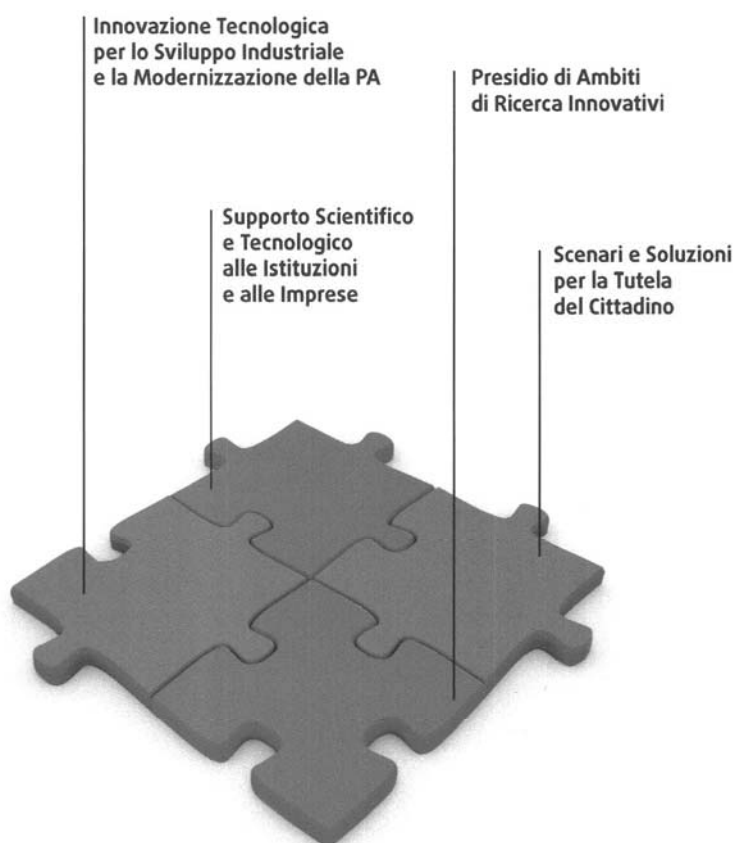 Innovazione Tecnologica
per lo Sviluppo Industriale
e la Modernizzazione della PA
Presidio di Ambiti
di Ricerca Innovativi
Supporto Scientifico
e Tecnologico
alle Istituzioni
e alle Imprese
Scenari e Soluzioni
per la Tutela
del Cittadino